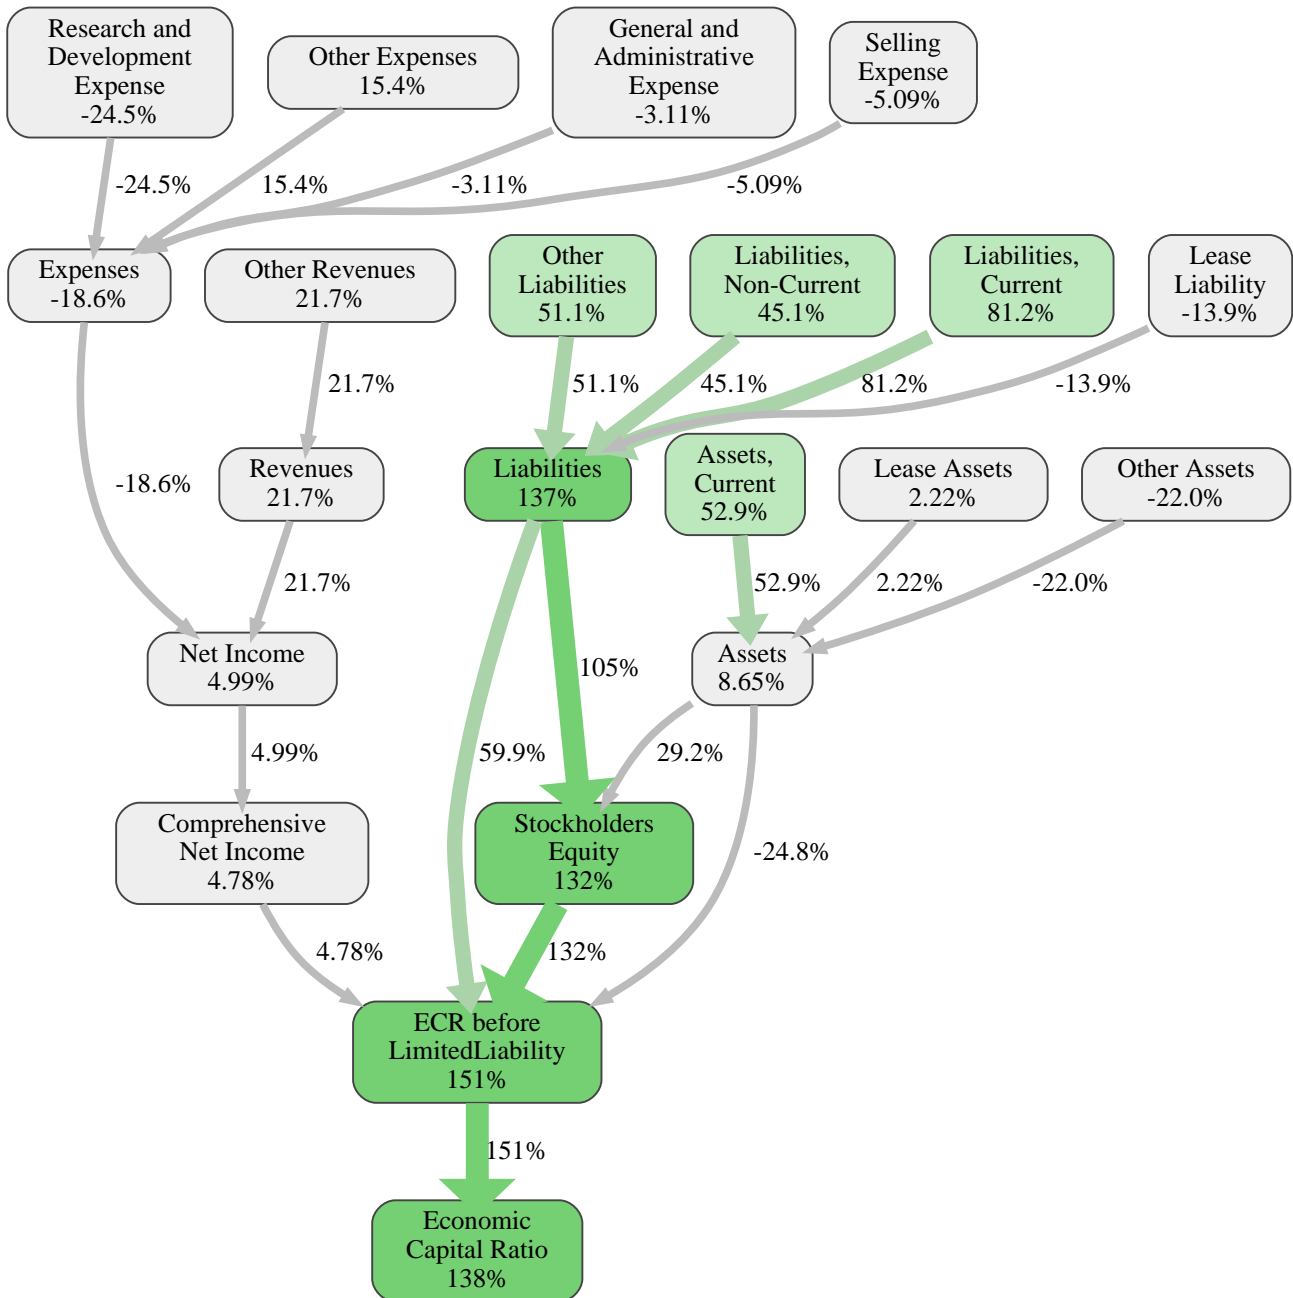 Research and
Development
Expense
-24.5%
Other Expenses
15.4%
General and
Administrative
Expense
-3.11%
Selling
Expense
-5.09%
-24.5%
15.4%
-3.11%
-5.09%
Expenses
-18.6%
Other Revenues
21.7%
Other
Liabilities
51.1%
Liabilities,
Non-Current
45.1%
Liabilities,
Current
81.2%
Lease
Liability
-13.9%
21.7%
51.1%
45.1%
81.2%
-13.9%
-18.6%
Revenues
21.7%
Liabilities
137%
Assets,
Current
52.9%
Lease Assets
2.22%
Other Assets
-22.0%
21.7%
52.9%
2.22%
-22.0%
Net Income
4.99%
105%
Assets
8.65%
4.99%
59.9%
29.2%
Comprehensive
Net Income
4.78%
Stockholders
Equity
132%
-24.8%
4.78%
132%
ECR before
LimitedLiability
151%
151%
Economic
Capital Ratio
138%